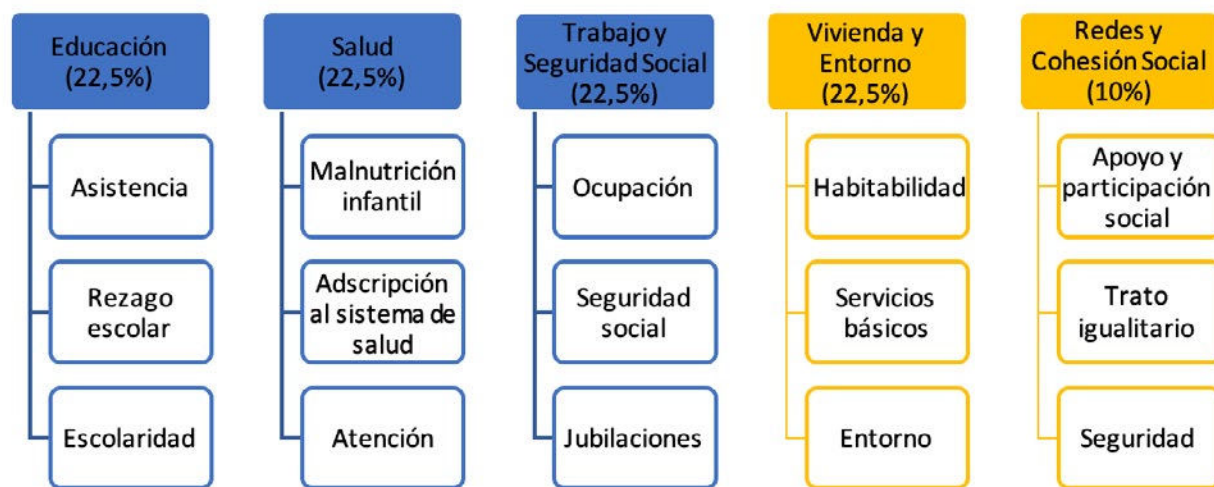 Educación
(22,5%)
Asistencia
Rezago
escolar
Escolaridad
Salud
(22,5%)
Malnutrición
infantil
Adscripción
al sistema de
salud
Atención
Trabajo y
Seguridad Social
(22,5%)
Ocupación
Seguridad
social
Jubilaciones
Vivienda y
Entorno
(22,5%)
Habitabilidad
Servicios
básicos
Entorno
Redes y
Cohesión Social
(10%)
Apoyo y
participación
social
Trato
igualitario
Seguridad